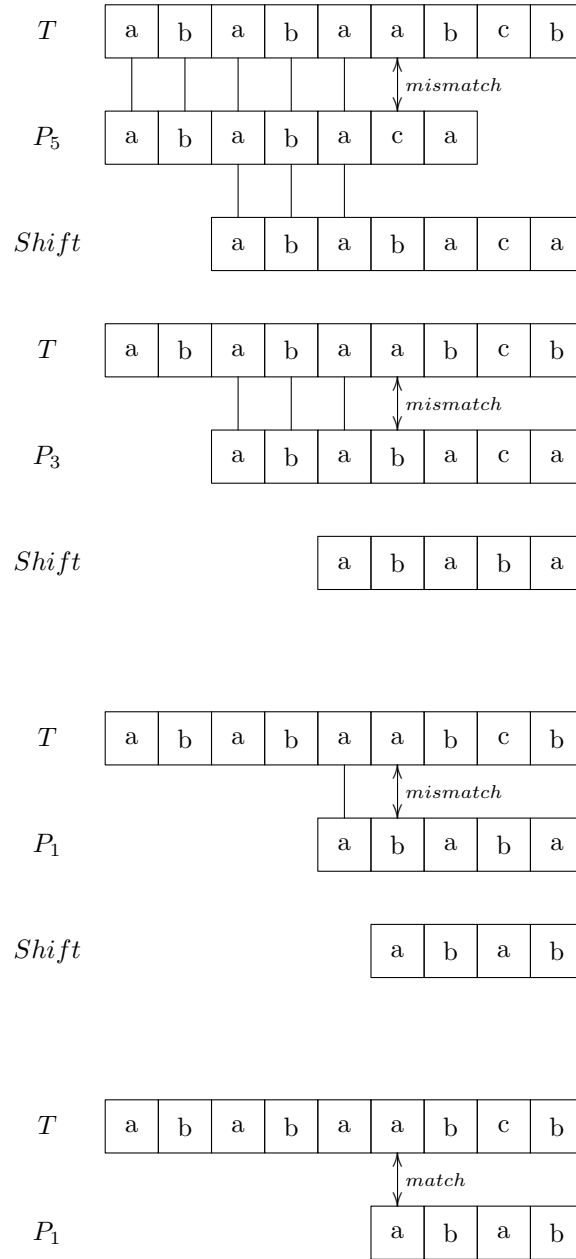 T a b a b a a b c b
mismatch
P5 a b a b a c a
Shift a b a b a c a
T a b a b a a b c b
mismatch
P3 a b a b a c a
Shift a b a b a
T a b a b a a b c b
mismatch
P1 a b a b a
Shift a b a b
T a b a b a a b c b
match
P1 a b a b